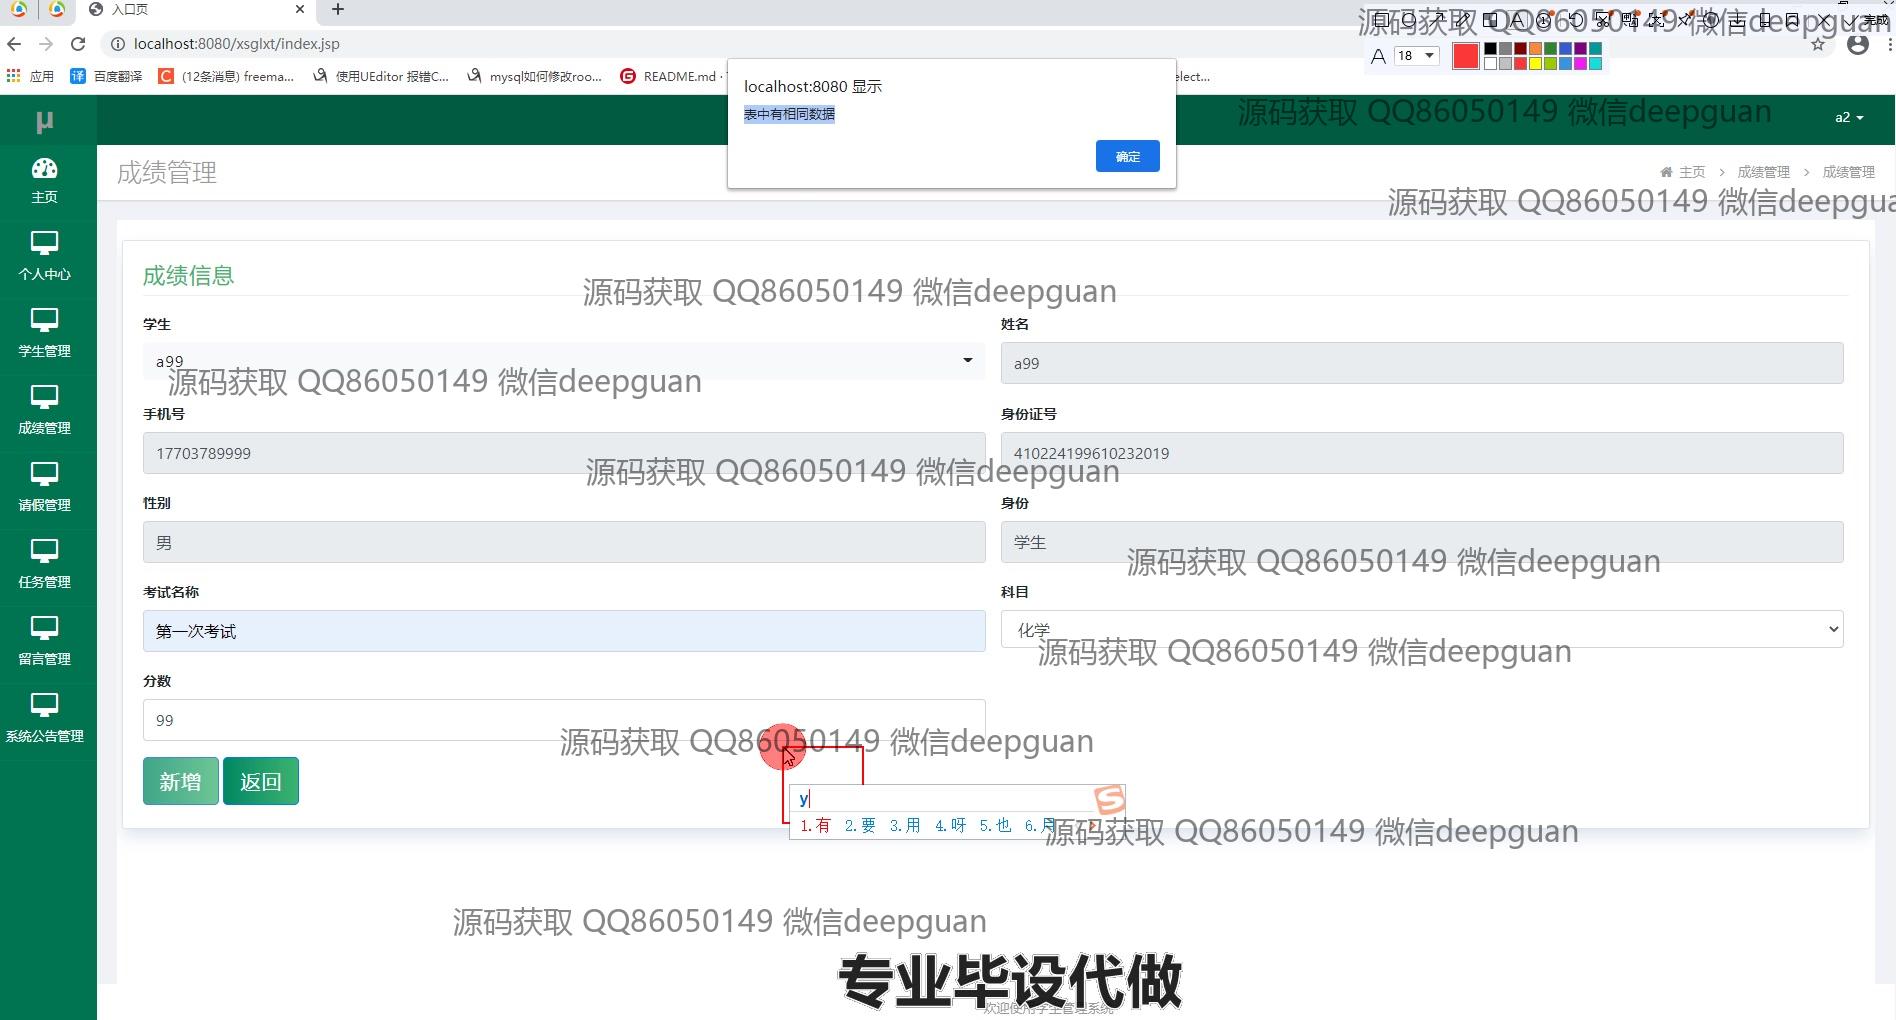 入口页
完成
localhost:8080/xsglxt/index.jsp
A 18
应用
译 百度翻译
C (12条消息) freema...
使用UEditor 报错C...
mysql如何修改roo...
G README.md ·
elect...
localhost:8080 显示
表中有相同数据
确定
μ
a2
源码获取 QQ86050149 微信deepguan
源码获取 QQ86050149 微信deepguan
成绩管理
主页 > 成绩管理 > 成绩管理
源码获取 QQ86050149 微信deepgua
主页
个人中心
学生管理
成绩管理
请假管理
任务管理
留言管理
系统公告管理
成绩信息
源码获取 QQ86050149 微信deepguan
学生
姓名
a99
a99
源码获取 QQ86050149 微信deepguan
手机号
身份证号
17703789999
410224199610232019
源码获取 QQ86050149 微信deepguan
性别
身份
男
学生
源码获取 QQ86050149 微信deepguan
考试名称
科目
第一次考试
化学
源码获取 QQ86050149 微信deepguan
分数
99
源码获取 QQ86050149 微信deepguan
新增
返回
y
1.有 2.要 3.用 4.呀 5.也 6.月
源码获取 QQ86050149 微信deepguan
源码获取 QQ86050149 微信deepguan
专业毕设代做
欢迎使用学生管理系统